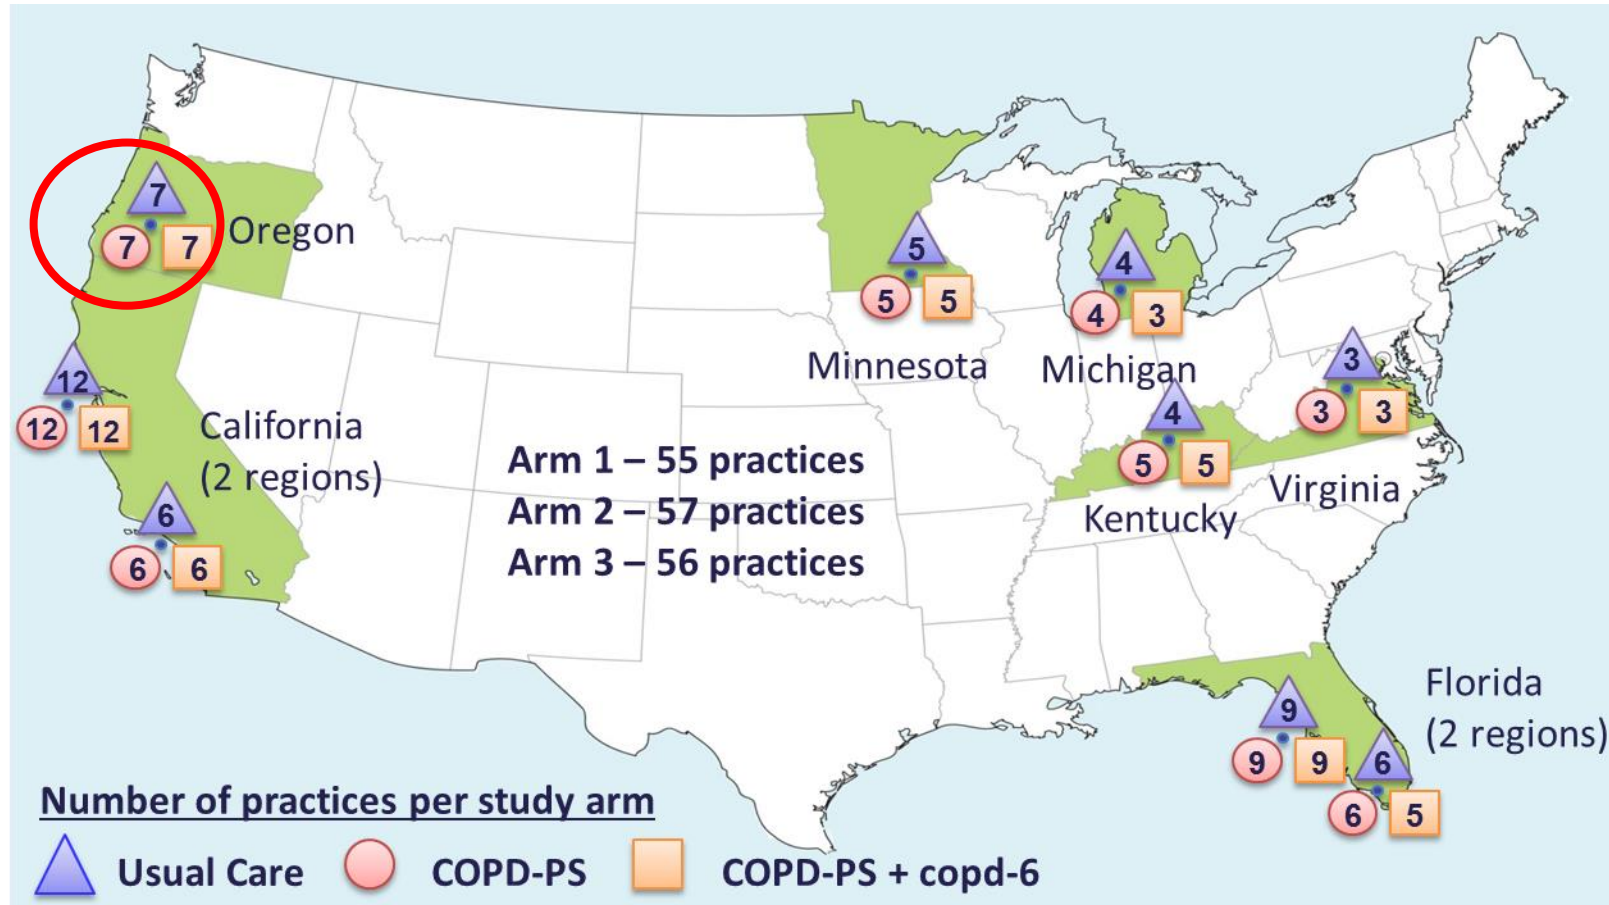 7
7 7
Oregon
12
12 12
California
(2 regions)
6
6 6
5
5 5
Minnesota
4
4 3
Michigan
4
5 5
Kentucky
3
3 3
Virginia
Arm 1 – 55 practices
Arm 2 – 57 practices
Arm 3 – 56 practices
9
9 9
6
6 5
Florida
(2 regions)
Number of practices per study arm
Usual Care COPD-PS COPD-PS + copd-6